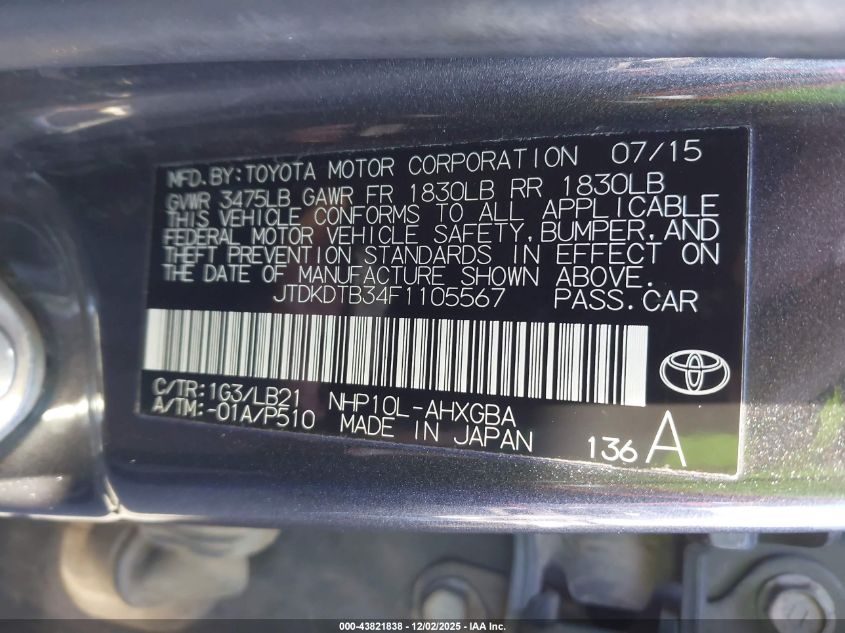 MFD.BY:TOYOTA MOTOR CORPORATION 07/15
GVWR 3475LB GAWR FR 1830LB RR 1830LB
THIS VEHICLE CONFORMS TO ALL APPLICABLE
FEDERAL MOTOR VEHICLE SAFETY,BUMPER,AND
THEFT PREVENTION STANDARDS IN EFFECT ON
THE DATE OF MANUFACTURE SHOWN ABOVE.
JTDKDTB34F1105567 PASS.CAR
C/TR:1G3/LB21 NHP10L-AHXGBA
A/TM:-01A/P510 MADE IN JAPAN
136 A
000-43821838 - 12/02/2025 - IAA Inc.